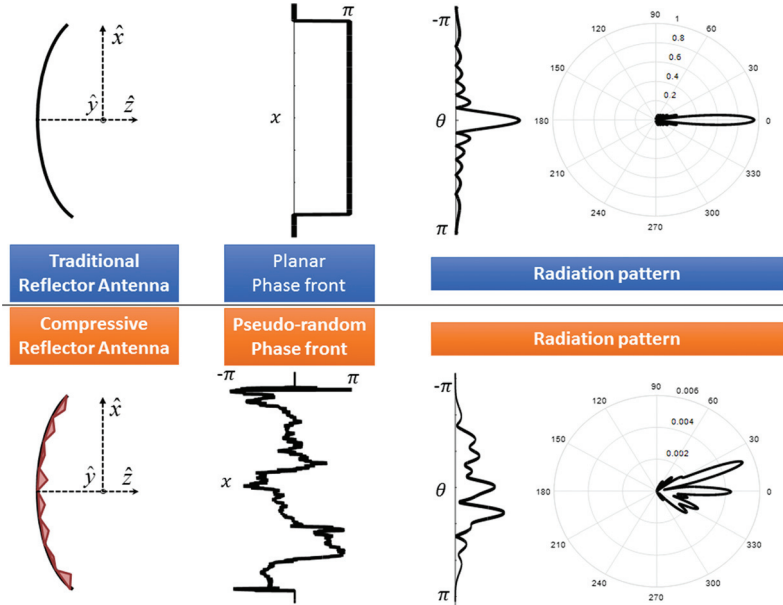 x̂
ŷ
ẑ
π
x
-π
θ
π
90
1
120
60
0.8
0.6
150
30
0.4
0.2
180
0
210
330
240
300
270
Traditional
Reflector Antenna
Planar
Phase front
Radiation pattern
Compressive
Reflector Antenna
Pseudo-random
Phase front
Radiation pattern
x̂
ŷ
ẑ
-π
π
x
-π
θ
π
90
0.006
120
60
0.004
150
30
0.002
180
0
210
330
240
300
270